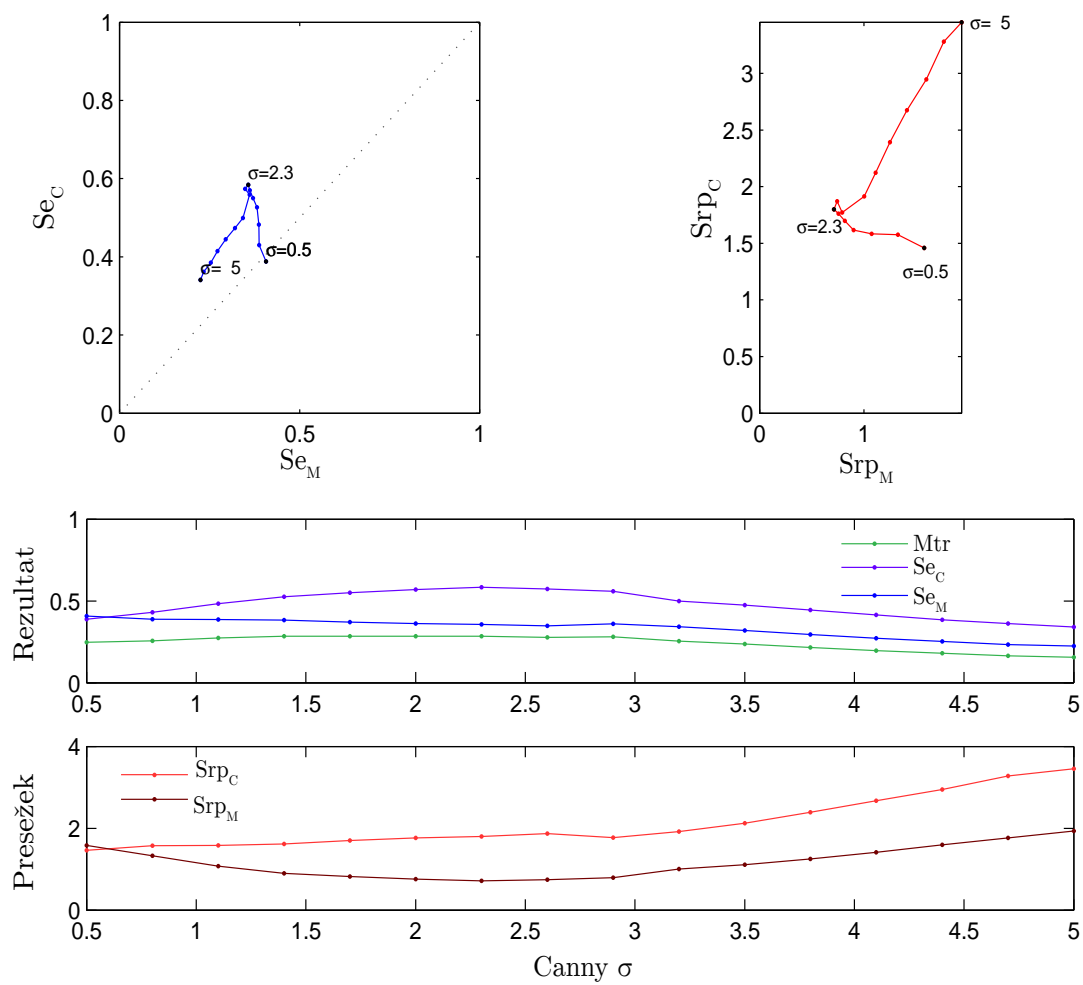 1
0.8
0.6
0.4
0.2
0
Se_C
σ=2.3
σ=0.5
σ= 5
0 0.5 1
Se_M
3.5
3
2.5
2
1.5
1
0.5
0
Srp_C
σ= 5
σ=2.3
σ=0.5
0 1
Srp_M
1
0.5
0
Rezultat
Mtr
Se_C
Se_M
0.5 1 1.5 2 2.5 3 3.5 4 4.5 5
4
2
0
Presežek
Srp_C
Srp_M
0.5 1 1.5 2 2.5 3 3.5 4 4.5 5
Canny σ